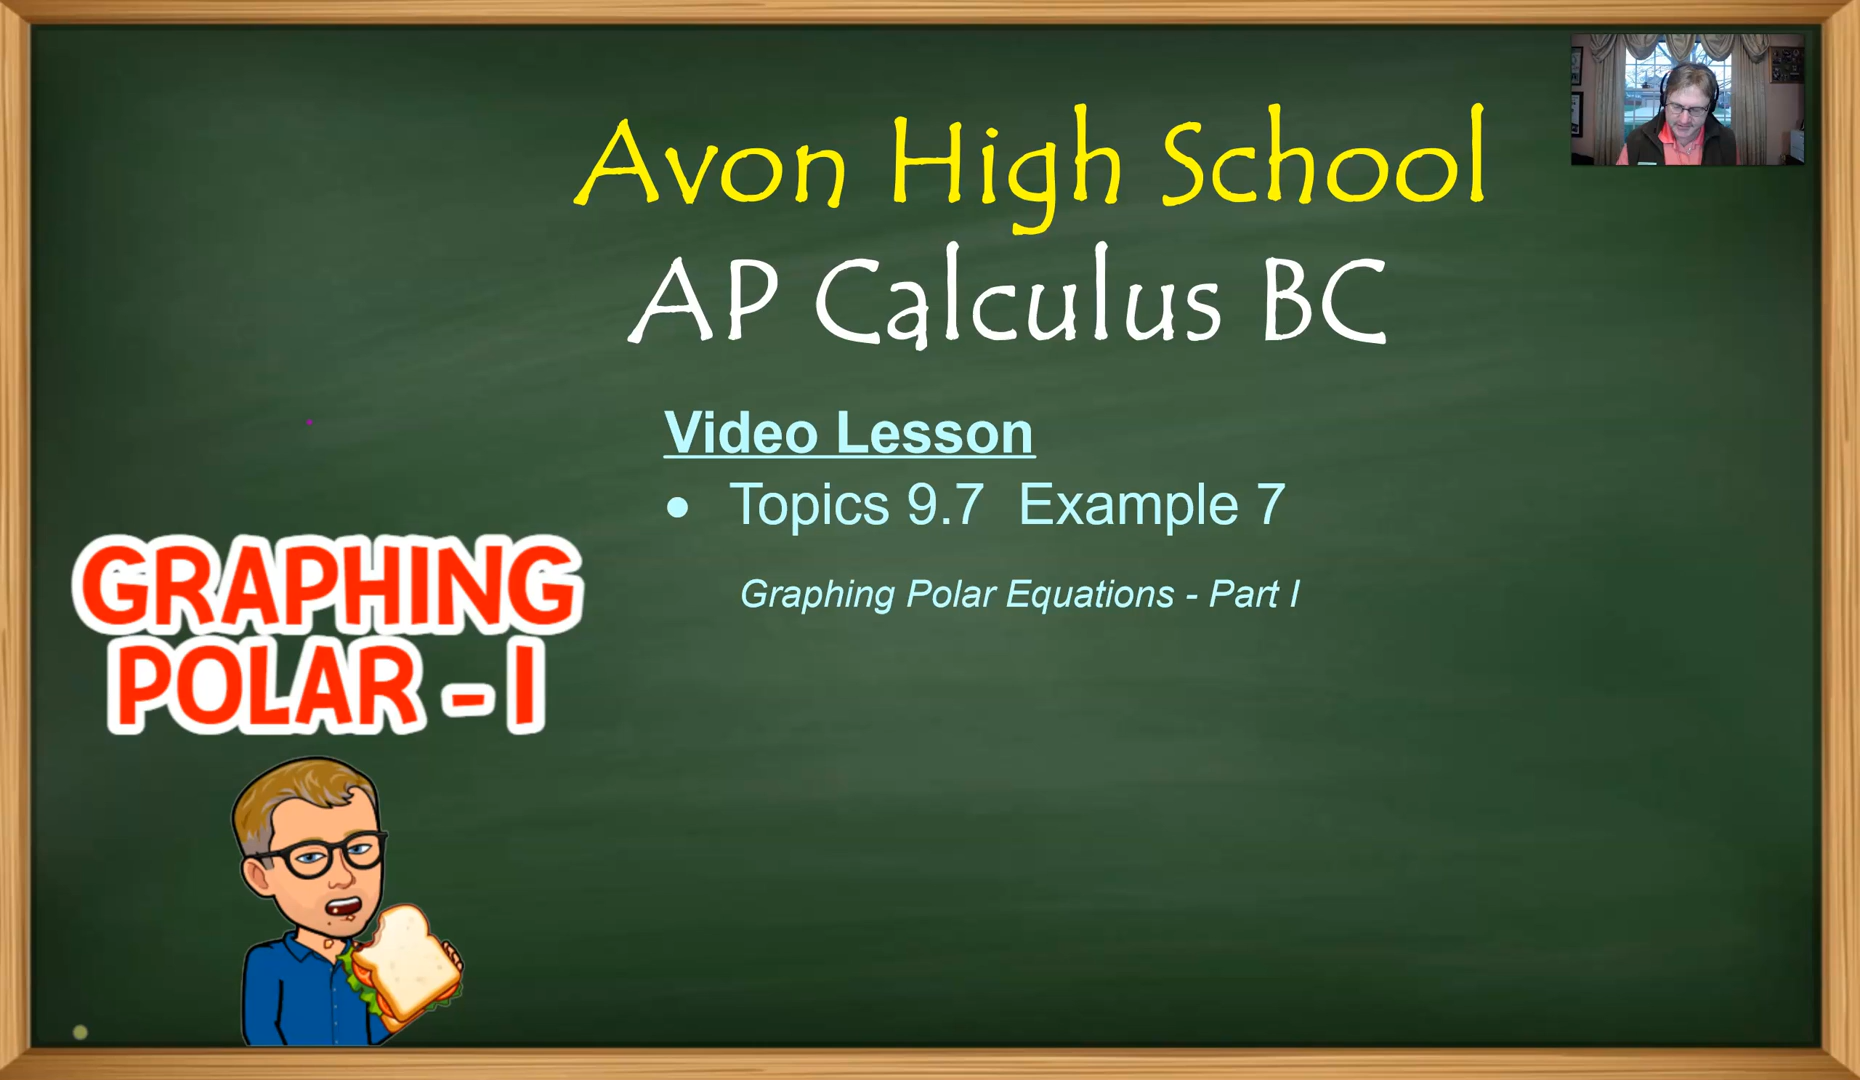 Avon High School
AP Calculus BC
Video Lesson
• Topics 9.7 Example 7
Graphing Polar Equations - Part I
GRAPHING
POLAR - I